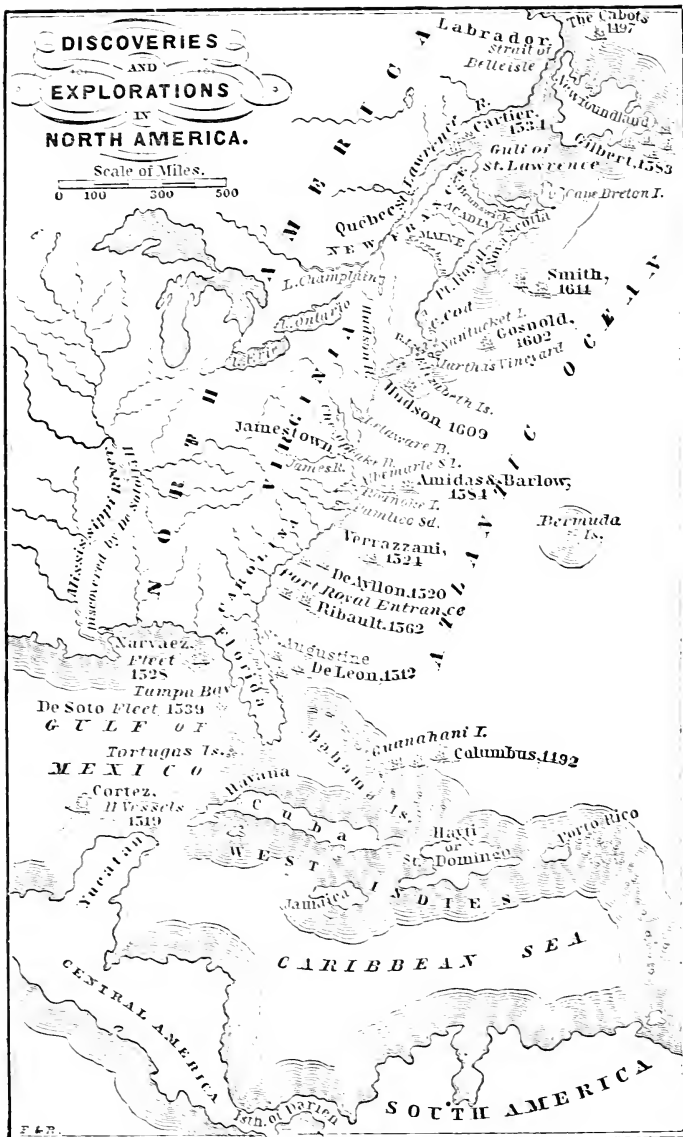 DISCOVERIES
AND
EXPLORATIONS
IN
NORTH AMERICA.
Scale of Miles.
0 100 300 500
The Cabots
1497
Labrador
Strait of
Belleisle
Newfoundland
Cartier.
1534
Gilbert, 1583
Gulf of
St. Lawrence
St. Lawrence R.
Quebec
Cape Breton I.
NEW FRANCE
Brunswick
ACADIA
Nova Scotia
MAINE
Pt. Royal
L. Champlain
Smith,
1614
L. Ontario
L. Erie
Hudson R.
C. Cod
Nantucket I.
Gosnold,
1602
Martha's Vineyard
Elizabeth Is.
R.I.
Hudson 1609
NORTH AMERICA
VIRGINIA
ATLANTIC OCEAN
Delaware B.
Jamestown
Chesapeake B.
James R.
Albemarle Sd.
Amidas & Barlow,
1584
Roanoke I.
Pamlico Sd.
Bermuda
Is.
Verrazzani,
1524
Mississippi River
Discovered by De Soto 1541
CAROLINA
De Ayllon, 1520
Port Royal Entrance
Ribault, 1562
Florida
St. Augustine
De Leon, 1512
Narvaez.
Fleet
1528
Tampa Bay
De Soto Fleet 1539
GULF OF
MEXICO
Tortugas Is.
Guanahani I.
Columbus, 1492
Bahama Is.
Havana
Cuba
Cortez.
11 Vessels
1519
Yucatan
WEST INDIES
Hayti
or
St. Domingo
Porto Rico
Jamaica
CARIBBEAN SEA
CENTRAL AMERICA
Isth. of Darien
SOUTH AMERICA